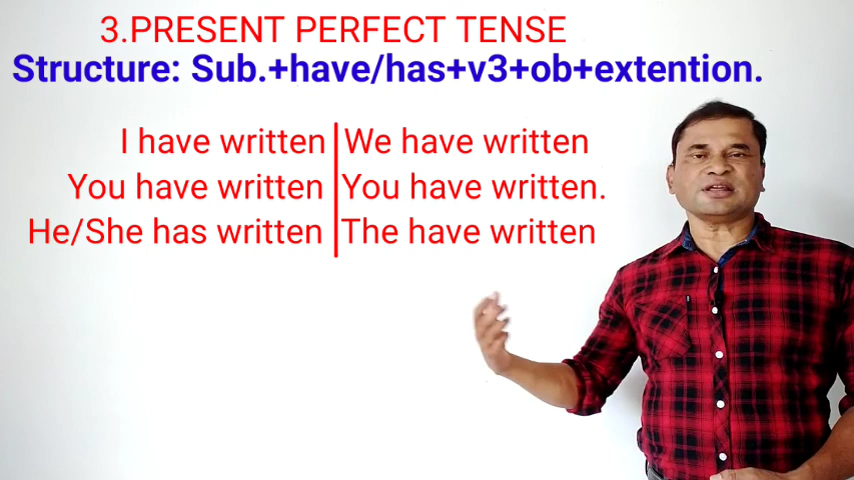 3.PRESENT PERFECT TENSE
Structure: Sub.+have/has+v3+ob+extention.
I have written We have written
You have written You have written.
He/She has written The have written